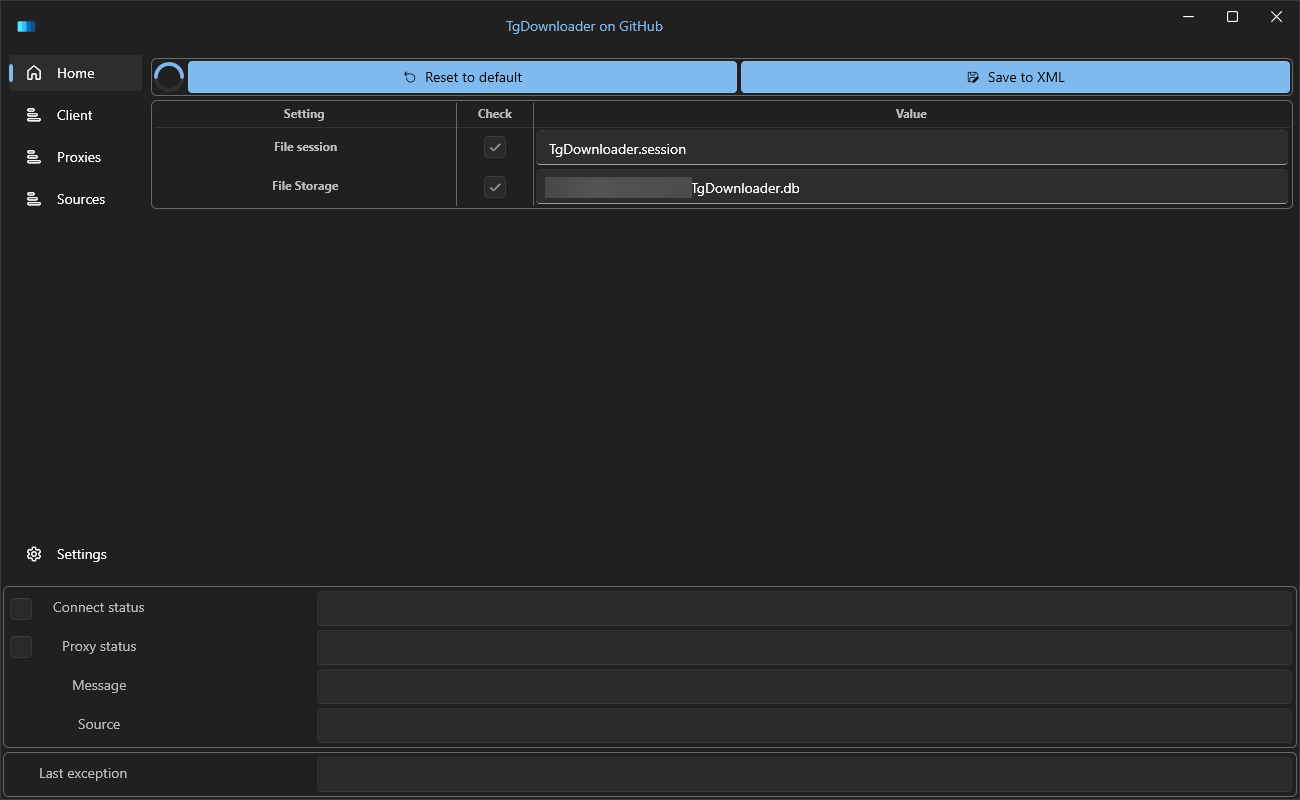 TgDownloader on GitHub
Home
Client
Proxies
Sources
Reset to default
Save to XML
Setting
Check
Value
File session
TgDownloader.session
File Storage
TgDownloader.db
Settings
Connect status
Proxy status
Message
Source
Last exception